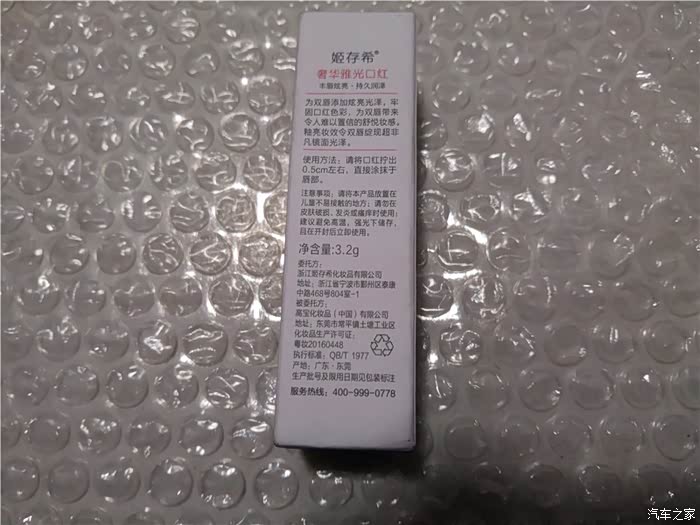 姬存希®
奢华雅光口红
丰唇炫亮·持久润泽
为双唇添加炫亮光泽，牢
固口红色彩，为双唇带来
令人难以置信的舒悦妆感。
釉亮妆效令双唇绽现超非
凡镜面光泽。
使用方法：请将口红拧出
0.5cm左右，直接涂抹于
唇部。
注意事项：请将本产品放置在
儿童不易接触的地方；请勿在
皮肤破损、发炎或瘙痒时使用；
建议避免高温，强光下储存，
且在开封后立即使用。
净含量:3.2g
委托方：
浙江姬存希化妆品有限公司
地址：浙江省宁波市鄞州区泰康
中路468号804室-1
被委托方：
高宝化妆品（中国）有限公司
地址：东莞市常平镇土塘工业区
化妆品生产许可证：
粤妆20160448
执行标准：QB/T 1977
产地：广东·东莞
生产批号及限用日期见包装标注
服务热线：400-999-0778
汽车之家